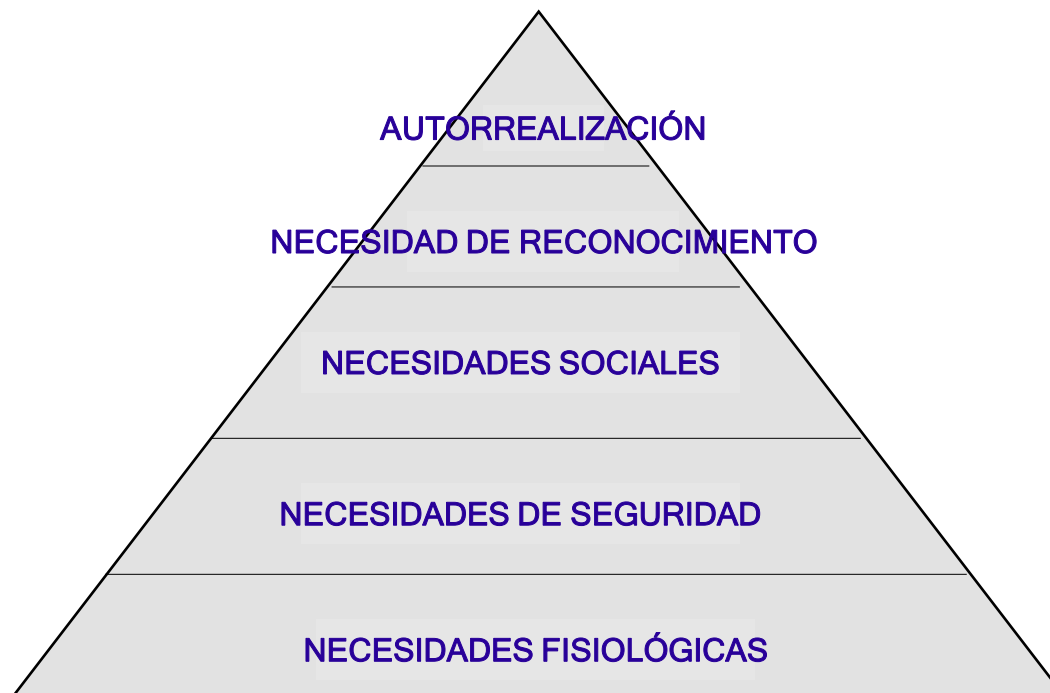 AUTORREALIZACIÓN
NECESIDAD DE RECONOCIMIENTO
NECESIDADES SOCIALES
NECESIDADES DE SEGURIDAD
NECESIDADES FISIOLÓGICAS